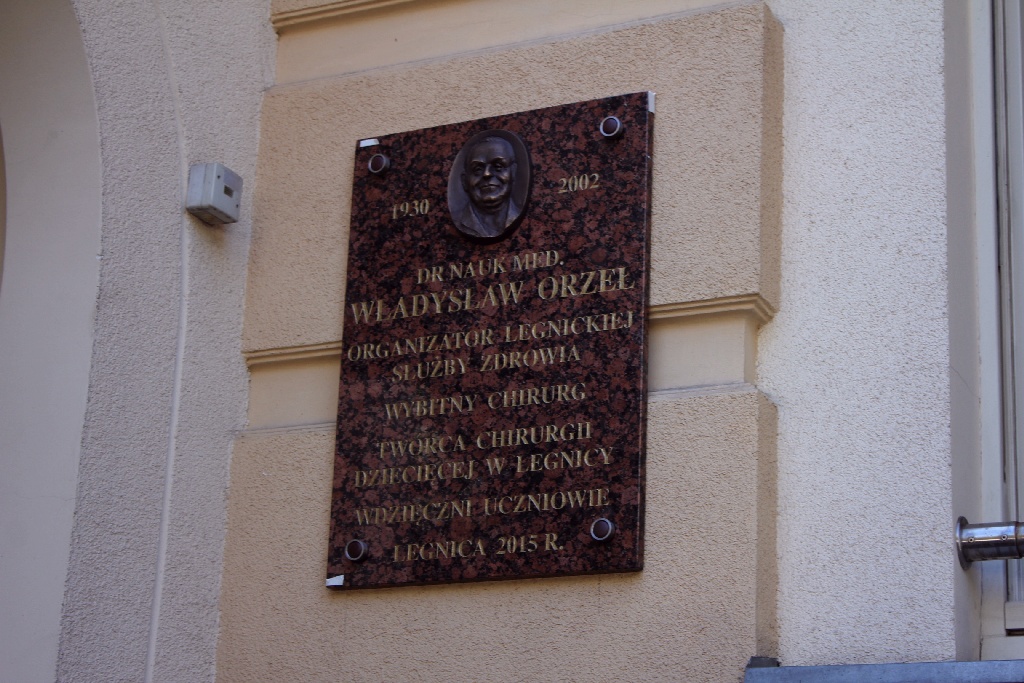 1930 2002
DR NAUK MED.
WŁADYSŁAW ORZEŁ
ORGANIZATOR LEGNICKIEJ
SŁUŻBY ZDROWIA
WYBITNY CHIRURG
TWÓRCA CHIRURGII
DZIECIĘCEJ W LEGNICY
WDZIĘCZNI UCZNIOWIE
LEGNICA 2015 R.